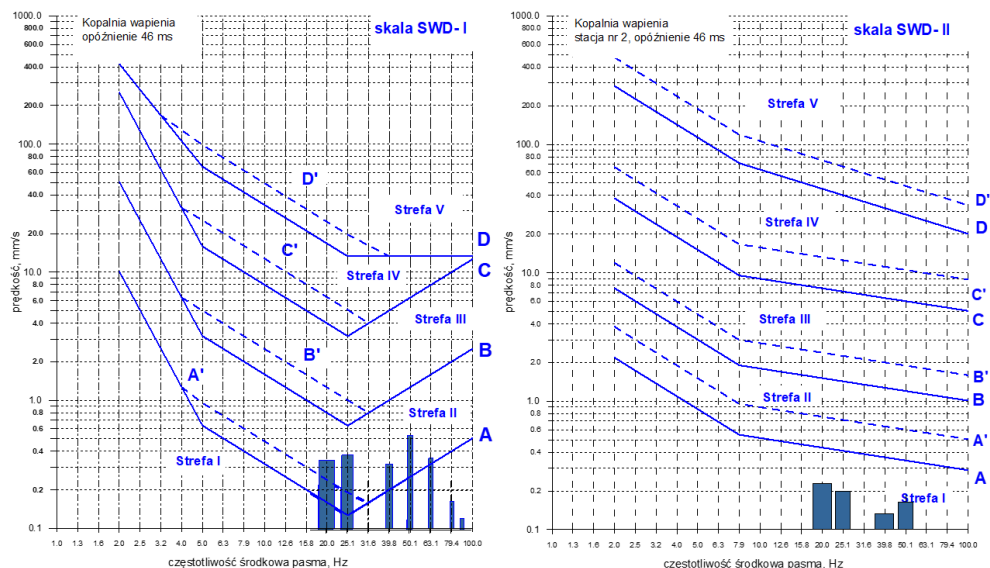 Kopalnia wapienia
opóźnienie 46 ms
skala SWD- I
1000.0
800.0
600.0
400.0
200.0
100.0
80.0
60.0
40.0
20.0
10.0
8.0
6.0
4.0
2.0
1.0
0.8
0.6
0.4
0.2
0.1
prędkość, mm/s
D'
Strefa V
D
C'
Strefa IV
C
Strefa III
B'
B
A'
Strefa II
A
Strefa I
1.0 1.3 1.6 2.0 2.5 3.2 4.0 5.0 6.3 7.9 10.0 12.6 15.8 20.0 25.1 31.6 39.8 50.1 63.1 79.4 100.0
częstotliwość środkowa pasma, Hz
Kopalnia wapienia
stacja nr 2, opóźnienie 46 ms
skala SWD- II
1000.0
800.0
600.0
400.0
200.0
100.0
80.0
60.0
40.0
20.0
10.0
8.0
6.0
4.0
2.0
1.0
0.8
0.6
0.4
0.2
0.1
prędkość, mm/s
Strefa V
D'
D
Strefa IV
C'
C
Strefa III
B'
B
Strefa II
A'
A
Strefa I
1.0 1.3 1.6 2.0 2.5 3.2 4.0 5.0 6.3 7.9 10.0 12.6 15.8 20.0 25.1 31.6 39.8 50.1 63.1 79.4 100.0
częstotliwość środkowa pasma, Hz